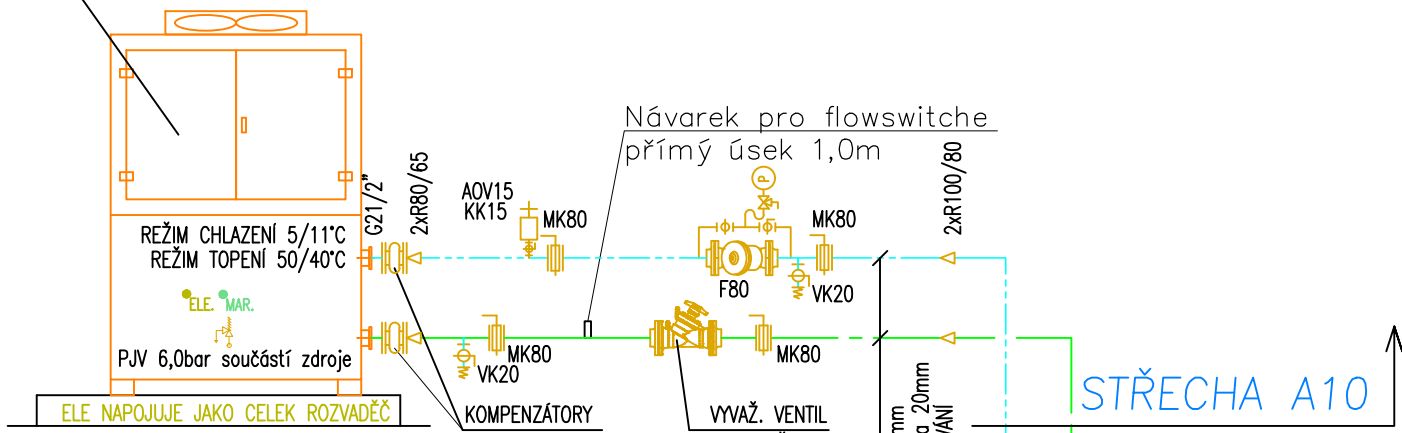 Návarek pro flowswitche
přímý úsek 1,0m
G21/2"
2xR80/65
AOV15
KK15
MK80
P
MK80
2xR100/80
REŽIM CHLAZENÍ 5/11°C
REŽIM TOPENÍ 50/40°C
F80
VK20
ELE. MAR.
PJV 6,0bar součástí zdroje
MK80
VK20
MK80
ELE NAPOJUJE JAKO CELEK ROZVADĚČ
KOMPENZÁTORY
VYVAŽ. VENTIL
20mm
STŘECHA A10